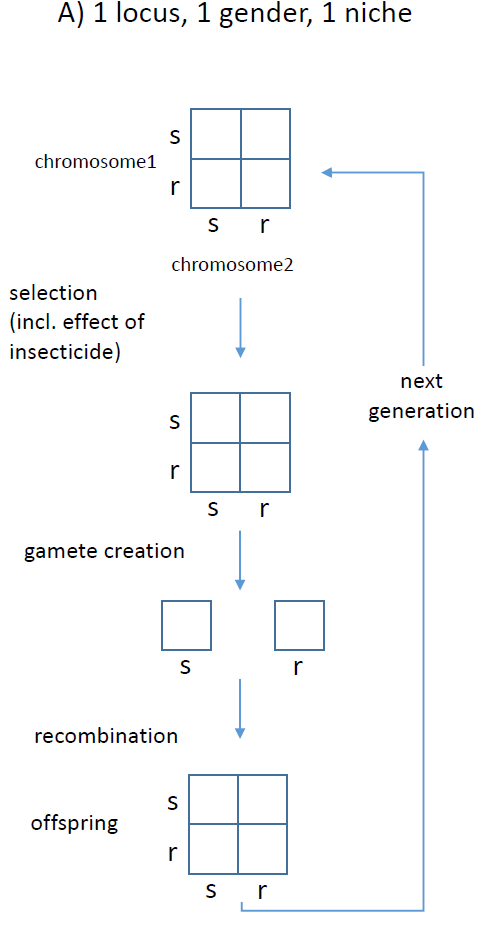 A) 1 locus, 1 gender, 1 niche
s
chromosome1
r
s r
chromosome2
selection
(incl. effect of
insecticide)
next
generation
s
r
s r
gamete creation
s r
recombination
s
offspring
r
s r